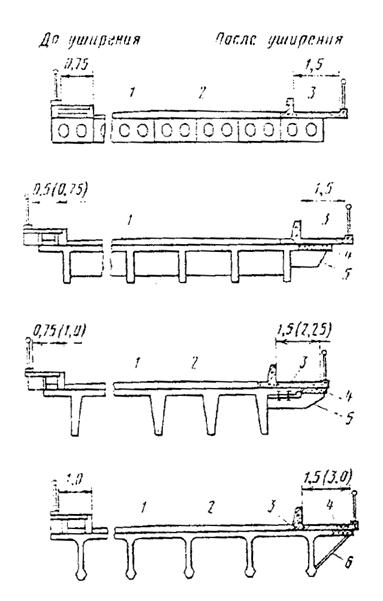 До уширения После уширения
0,75 1,5
1 2 3
0,5(0,75) 1,5
1 3
4
5
0,75(1,0) 1,5(2,25)
1 2 3
4
5
1,0 1,5(3,0)
1 2 3 4
6